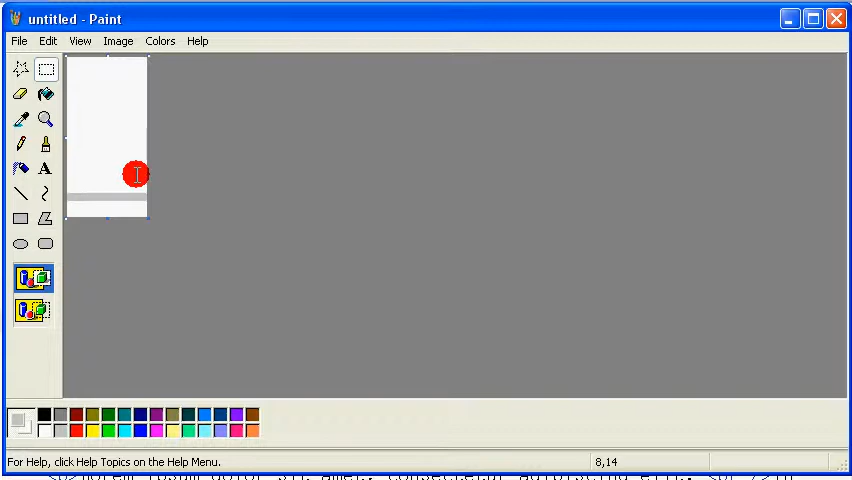 untitled - Paint
File Edit View Image Colors Help
A
For Help, click Help Topics on the Help Menu.
8,14